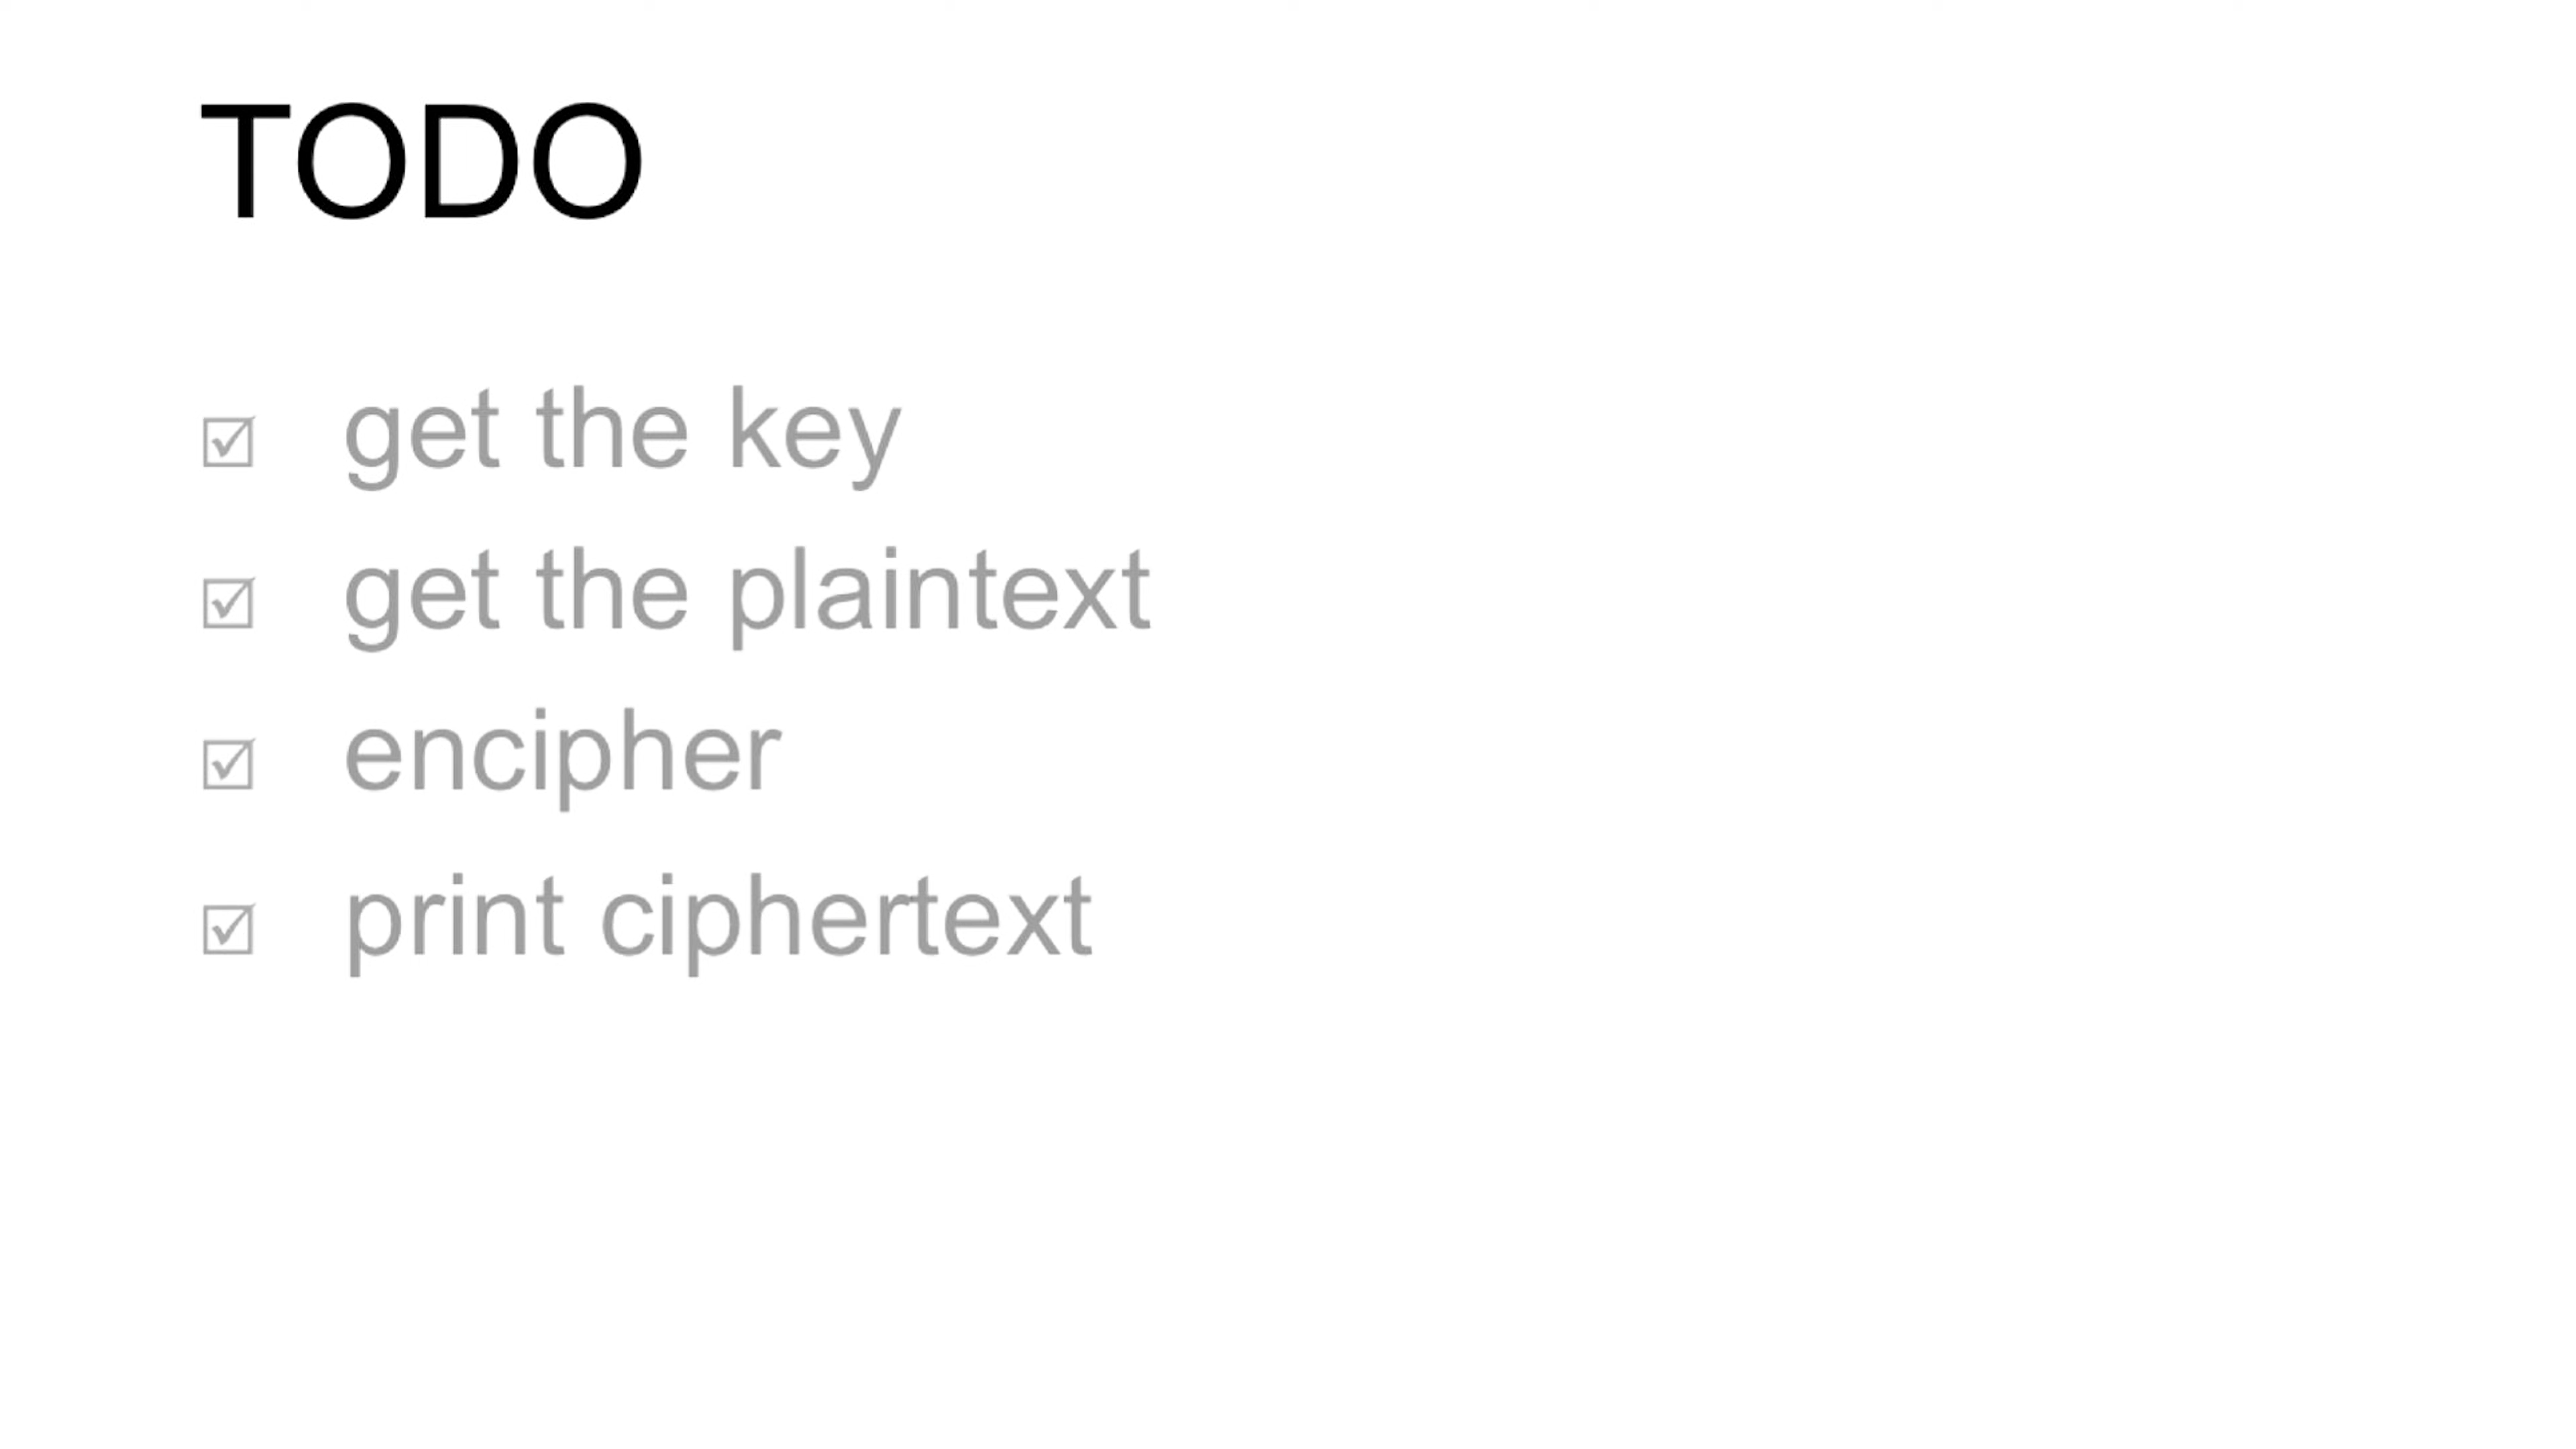 TODO
☑ get the key
☑ get the plaintext
☑ encipher
☑ print ciphertext